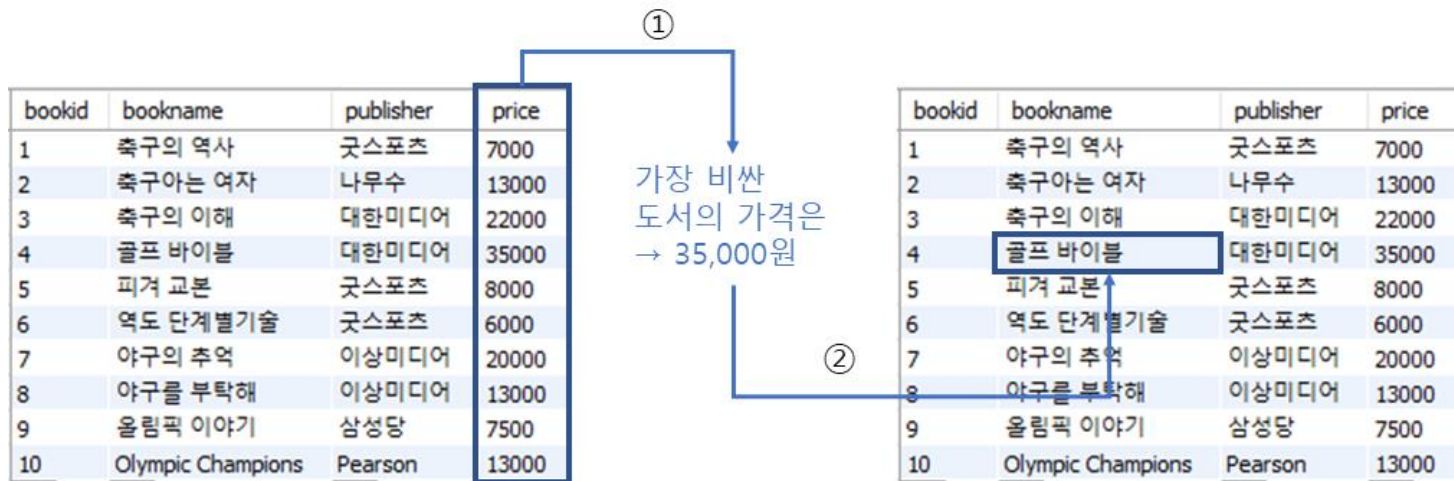 ①
bookid bookname publisher price
1 축구의 역사 굿스포츠 7000
2 축구아는 여자 나무수 13000
3 축구의 이해 대한미디어 22000
4 골프 바이블 대한미디어 35000
5 피겨 교본 굿스포츠 8000
6 역도 단계별기술 굿스포츠 6000
7 야구의 추억 이상미디어 20000
8 야구를 부탁해 이상미디어 13000
9 올림픽 이야기 삼성당 7500
10 Olympic Champions Pearson 13000
가장 비싼
도서의 가격은
→ 35,000원
②
bookid bookname publisher price
1 축구의 역사 굿스포츠 7000
2 축구아는 여자 나무수 13000
3 축구의 이해 대한미디어 22000
4 골프 바이블 대한미디어 35000
5 피겨 교본 굿스포츠 8000
6 역도 단계별기술 굿스포츠 6000
7 야구의 추억 이상미디어 20000
8 야구를 부탁해 이상미디어 13000
9 올림픽 이야기 삼성당 7500
10 Olympic Champions Pearson 13000